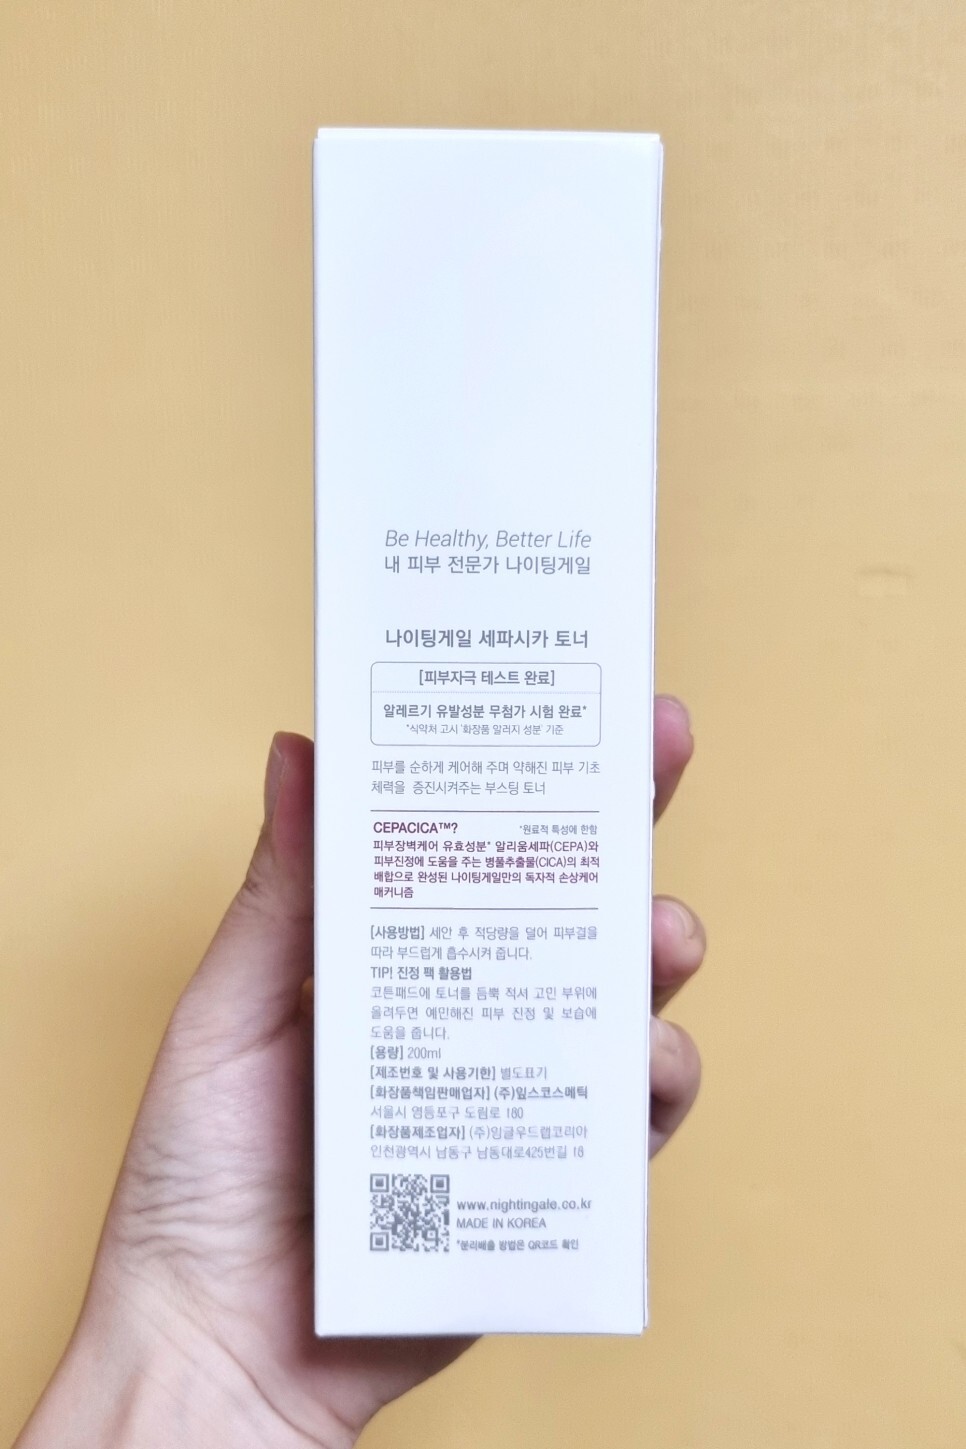 Be Healthy, Better Life
내 피부 전문가 나이팅게일
나이팅게일 세파시카 토너
[피부자극 테스트 완료]
알레르기 유발성분 무첨가 시험 완료*
*식약처 고시 '화장품 알러지 성분' 기준
피부를 순하게 케어해 주며 약해진 피부 기초
체력을 증진시켜주는 부스팅 토너
CEPACICA™?
*원료적 특성에 한함
피부장벽케어 유효성분* 알리움세파(CEPA)와
피부진정에 도움을 주는 병풀추출물(CICA)의 최적
배합으로 완성된 나이팅게일만의 독자적 손상케어
매커니즘
[사용방법] 세안 후 적당량을 덜어 피부결을
따라 부드럽게 흡수시켜 줍니다.
TIP! 진정 팩 활용법
코튼패드에 토너를 듬뿍 적셔 고민 부위에
올려두면 예민해진 피부 진정 및 보습에
도움을 줍니다.
[용량] 200ml
[제조번호 및 사용기한] 별도표기
[화장품책임판매업자] (주)잎스코스메틱
서울시 영등포구 도림로 180
[화장품제조업자] (주)잉글우드랩코리아
인천광역시 남동구 남동대로425번길 18
www.nightingale.co.kr
MADE IN KOREA
*분리배출 방법은 QR코드 확인